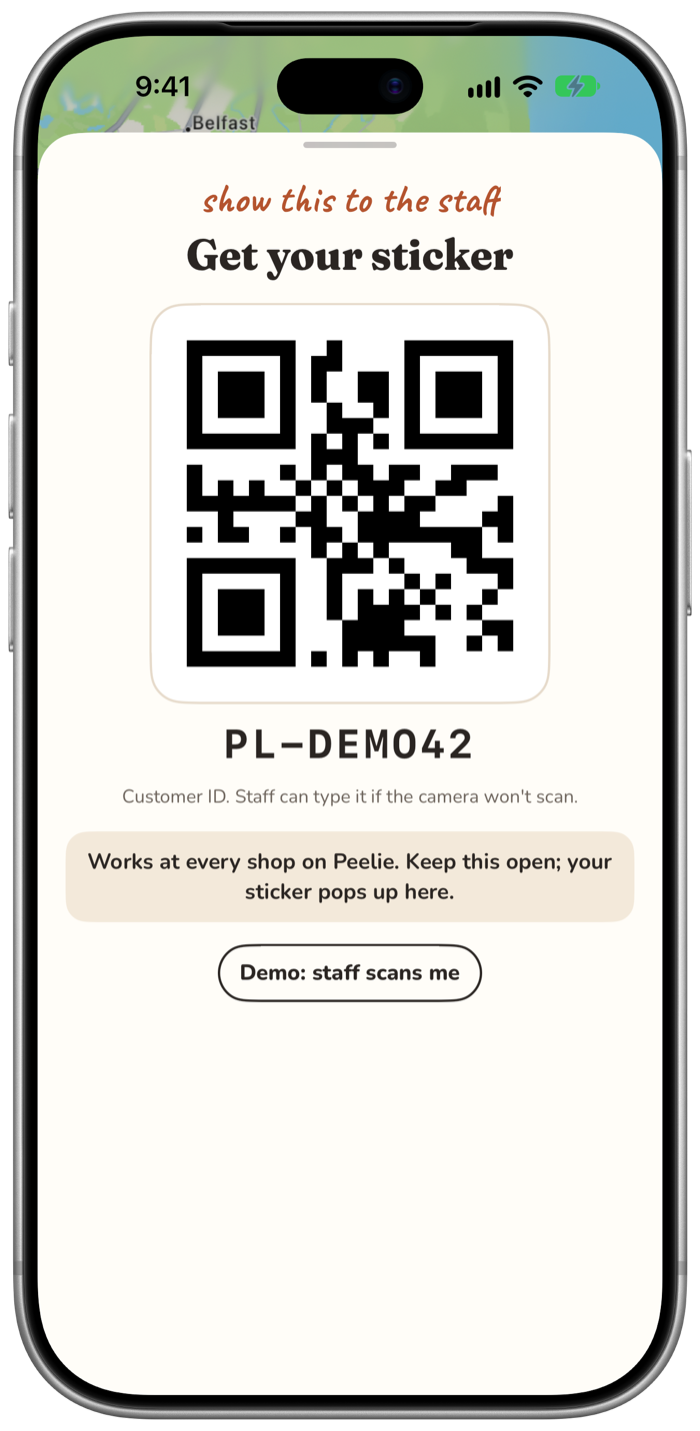 9:41
Belfast
show this to the staff
Get your sticker
PL-DEMO42
Customer ID. Staff can type it if the camera won't scan.
Works at every shop on Peelie. Keep this open; your
sticker pops up here.
Demo: staff scans me